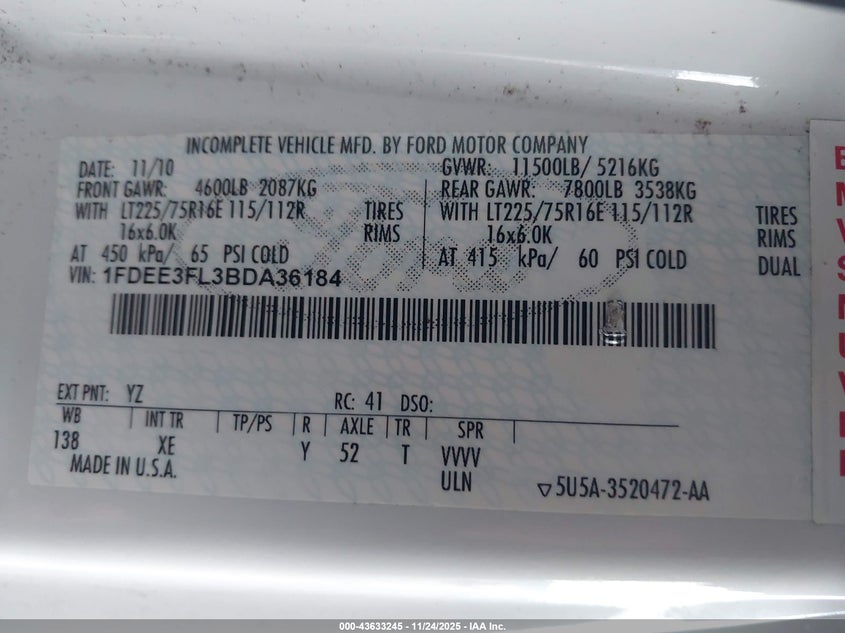 INCOMPLETE VEHICLE MFD. BY FORD MOTOR COMPANY
DATE: 11/10 GVWR: 11500LB/ 5216KG
FRONT GAWR: 4600LB 2087KG REAR GAWR: 7800LB 3538KG
WITH LT225/75R16E 115/112R TIRES WITH LT225/75R16E 115/112R TIRES
16x6.0K RIMS 16x6.0K RIMS
AT 450 kPa/ 65 PSI COLD AT 415 kPa/ 60 PSI COLD DUAL
VIN: 1FDEE3FL3BDA36184
EXT PNT: YZ RC: 41 DSO:
WB INT TR TP/PS R AXLE TR SPR
138 XE Y 52 T VVVV
MADE IN U.S.A. ULN 5U5A-3520472-AA
000-43633245 - 11/24/2025 - IAA Inc.